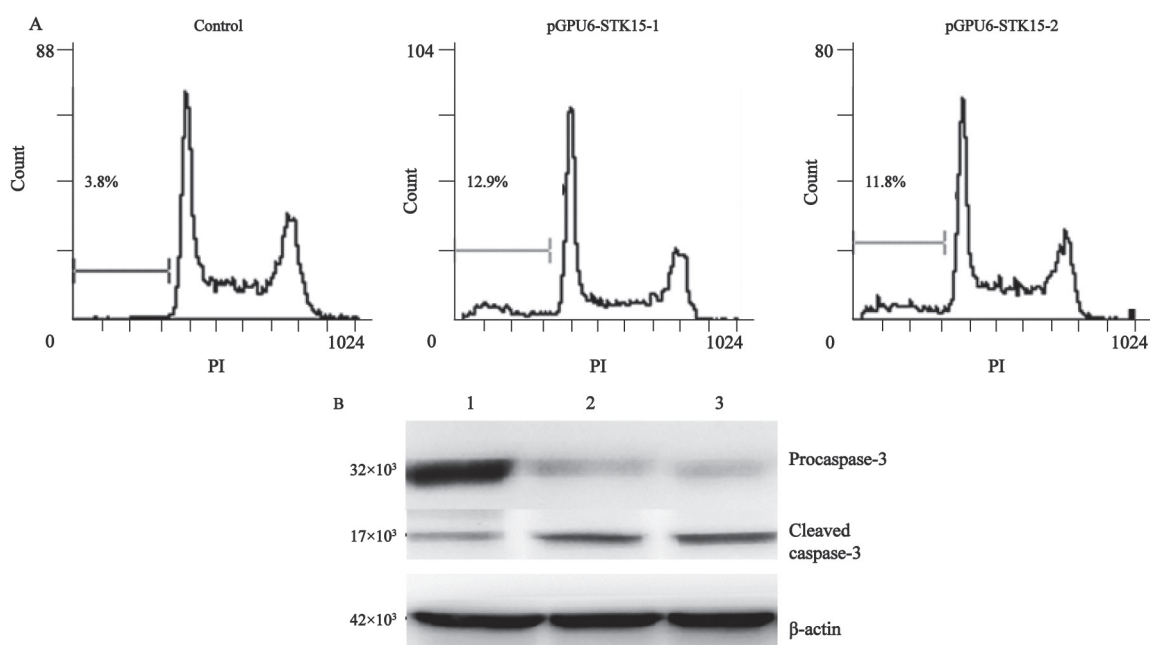 A
Control
pGPU6-STK15-1
pGPU6-STK15-2
88
104
80
Count
Count
Count
3.8%
12.9%
11.8%
0
1024
0
1024
0
1024
PI
PI
PI
B
1
2
3
32×10³
Procaspase-3
17×10³
Cleaved
caspase-3
42×10³
β-actin